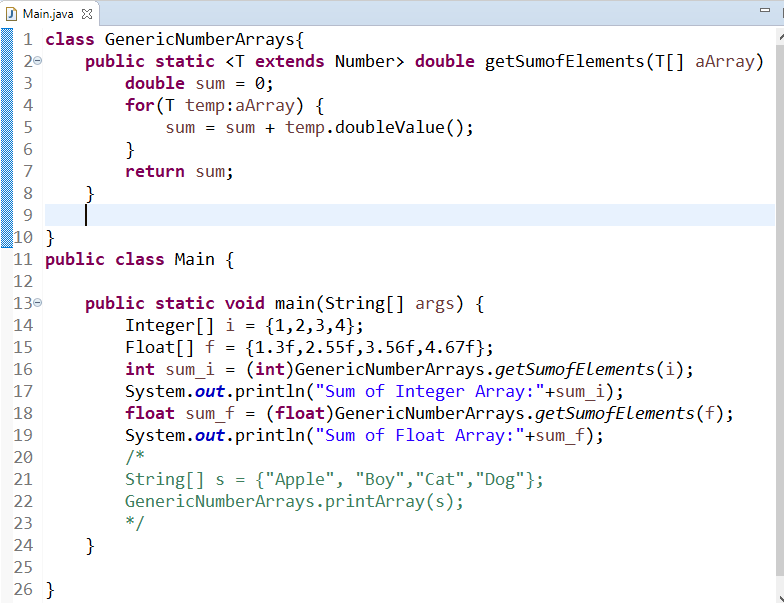 Main.java
1 class GenericNumberArrays{
2 public static <T extends Number> double getSumofElements(T[] aArray)
3 double sum = 0;
4 for(T temp:aArray) {
5 sum = sum + temp.doubleValue();
6 }
7 return sum;
8 }
9
10 }
11 public class Main {
12
13 public static void main(String[] args) {
14 Integer[] i = {1,2,3,4};
15 Float[] f = {1.3f,2.55f,3.56f,4.67f};
16 int sum_i = (int)GenericNumberArrays.getSumofElements(i);
17 System.out.println("Sum of Integer Array:"+sum_i);
18 float sum_f = (float)GenericNumberArrays.getSumofElements(f);
19 System.out.println("Sum of Float Array:"+sum_f);
20 /*
21 String[] s = {"Apple", "Boy","Cat","Dog"};
22 GenericNumberArrays.printArray(s);
23 */
24 }
25
26 }